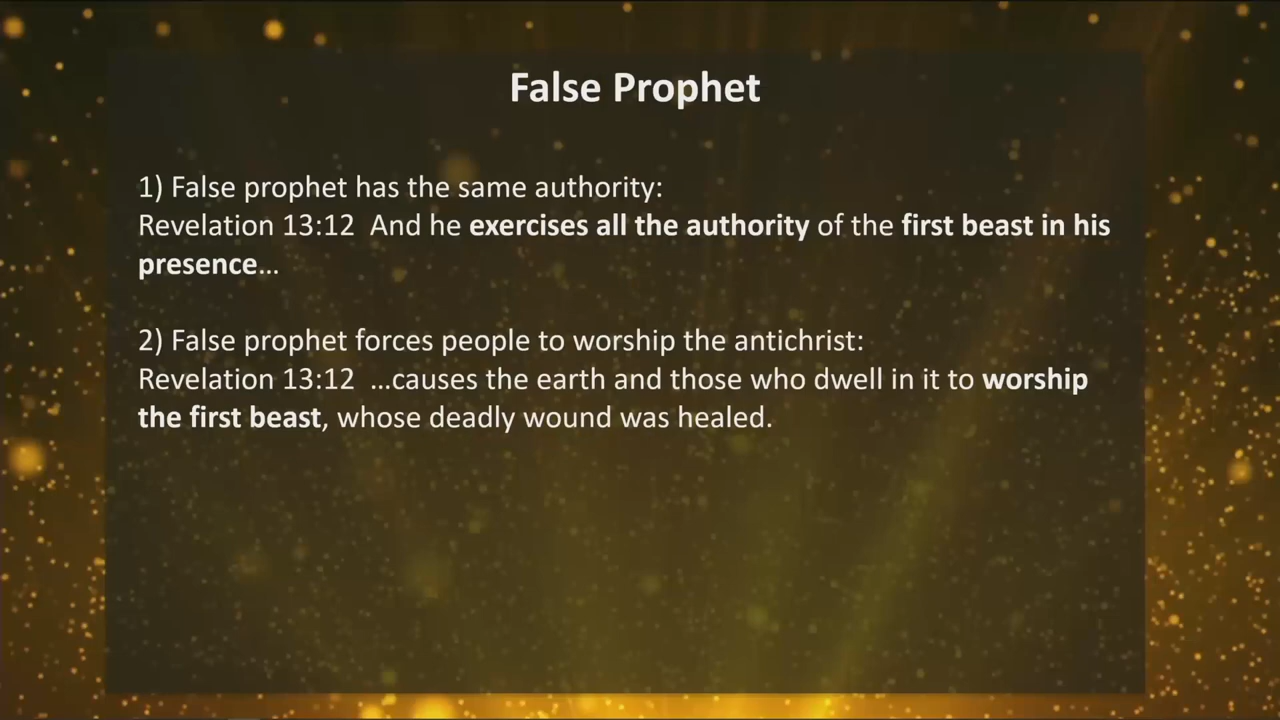 False Prophet
1) False prophet has the same authority:
Revelation 13:12  And he exercises all the authority of the first beast in his
presence...
2) False prophet forces people to worship the antichrist:
Revelation 13:12  ...causes the earth and those who dwell in it to worship
the first beast, whose deadly wound was healed.